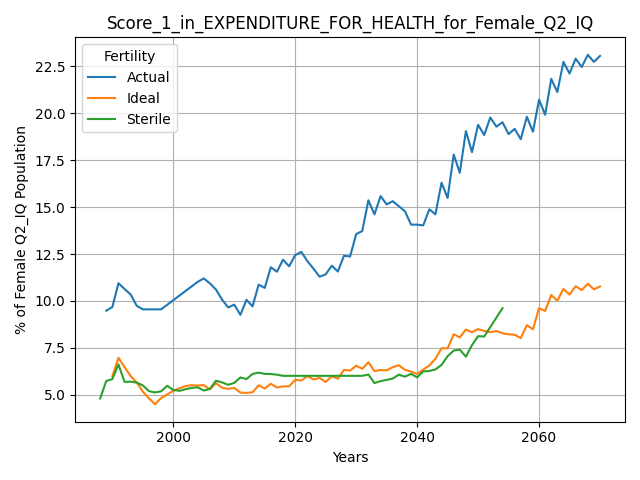 Score_1_in_EXPENDITURE_FOR_HEALTH_for_Female_Q2_IQ
Fertility
Actual
Ideal
Sterile
% of Female Q2_IQ Population
22.5
20.0
17.5
15.0
12.5
10.0
7.5
5.0
2000
2020
2040
2060
Years